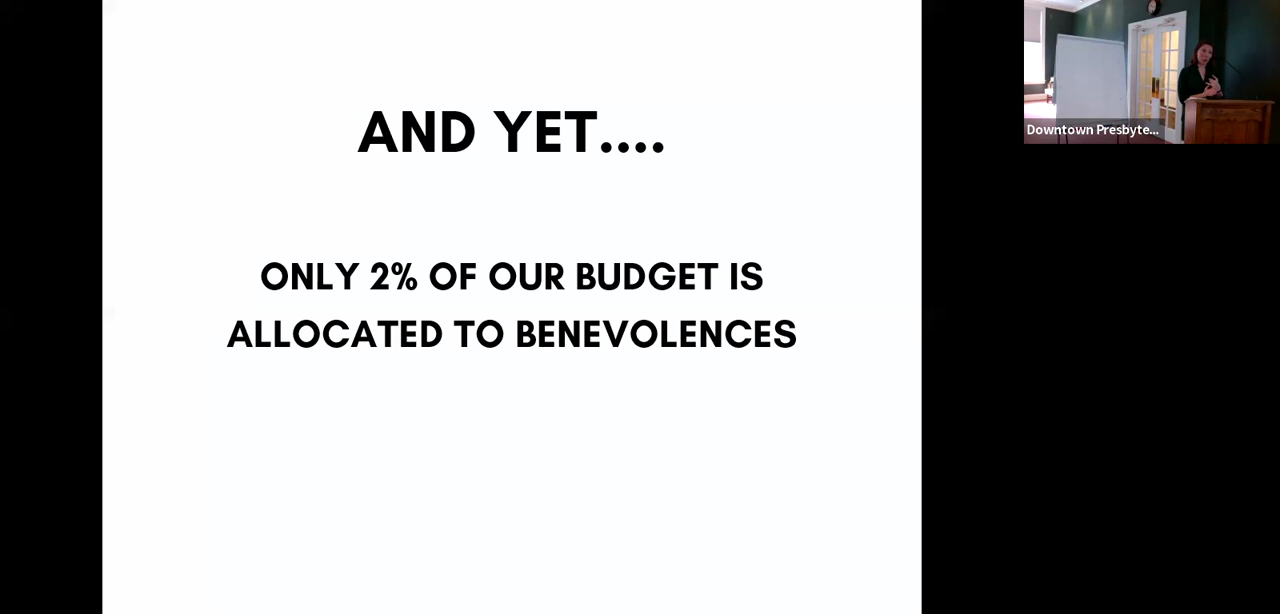 AND YET....
ONLY 2% OF OUR BUDGET IS
ALLOCATED TO BENEVOLENCES
Downtown Presbyte...